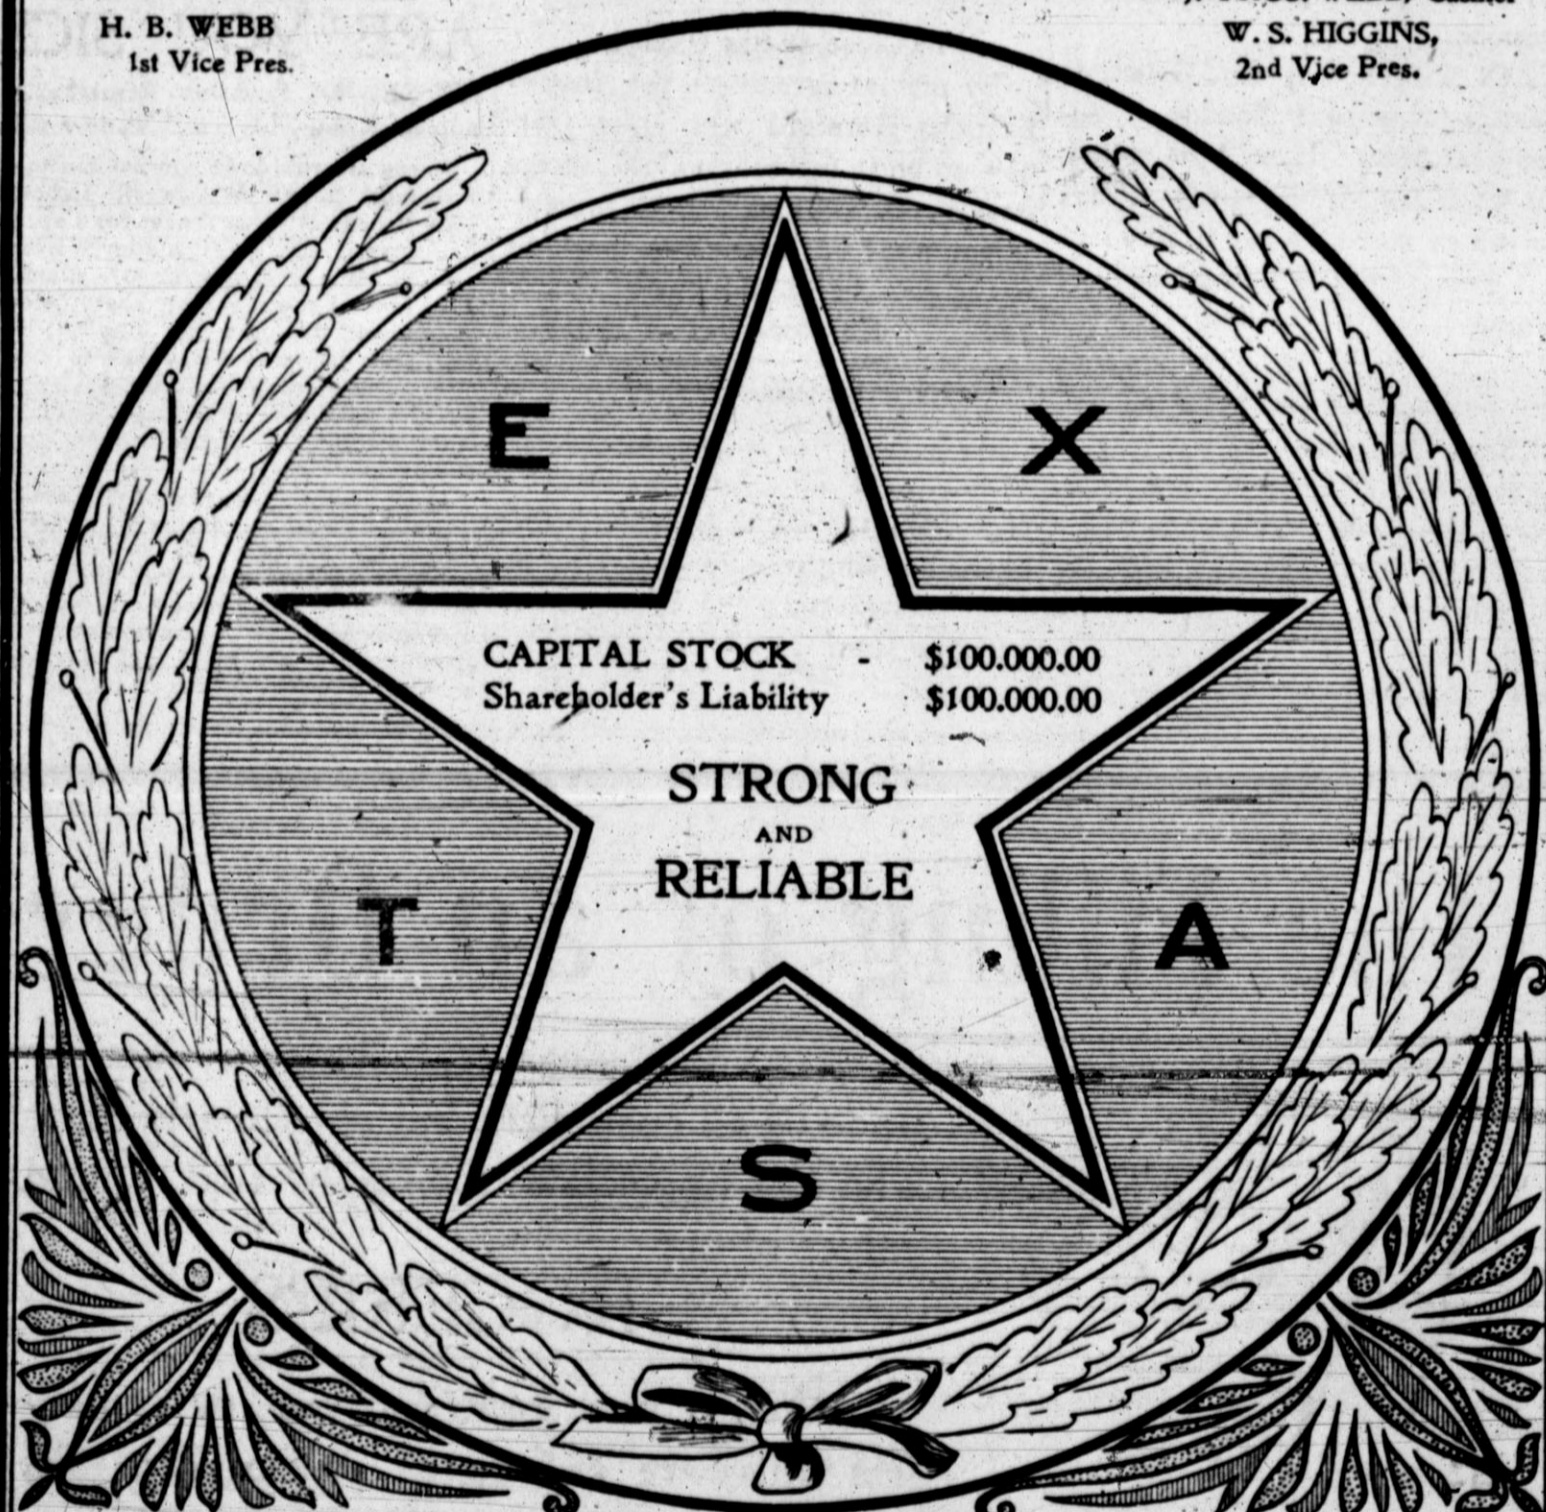 H. B. WEBB
1st Vice Pres.
W. S. HIGGINS,
2nd Vice Pres.
T E X A S
CAPITAL STOCK - $100.000.00
Shareholder's Liability $100.000.00
STRONG
AND
RELIABLE